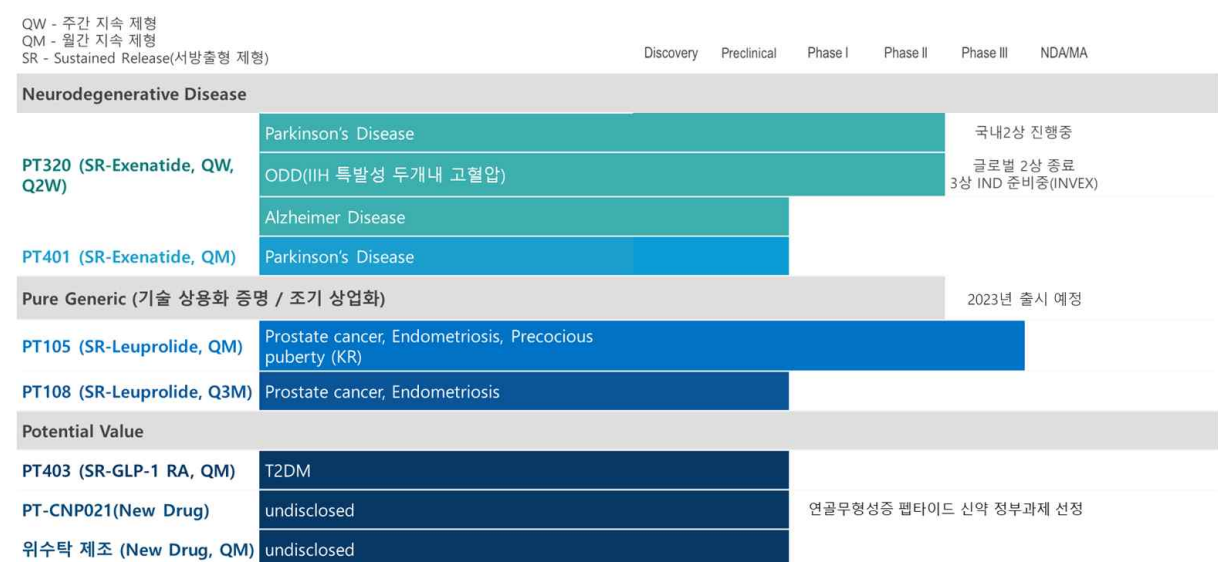 QW - 주간 지속 제형
QM - 월간 지속 제형
SR - Sustained Release(서방출형 제형)
Discovery Preclinical Phase Ⅰ Phase Ⅱ Phase Ⅲ NDA/MA
Neurodegenerative Disease
PT320 (SR-Exenatide, QW,
Q2W)
Parkinson's Disease
국내2상 진행중
ODD(IIH 특발성 두개내 고혈압)
글로벌 2상 종료
3상 IND 준비중(INVEX)
Alzheimer Disease
PT401 (SR-Exenatide, QM) Parkinson's Disease
Pure Generic (기술 상용화 증명 / 조기 상업화) 2023년 출시 예정
PT105 (SR-Leuprolide, QM)
Prostate cancer, Endometriosis, Precocious
puberty (KR)
PT108 (SR-Leuprolide, Q3M) Prostate cancer, Endometriosis
Potential Value
PT403 (SR-GLP-1 RA, QM) T2DM
PT-CNP021(New Drug) undisclosed 연골무형성증 펩타이드 신약 정부과제 선정
위수탁 제조 (New Drug, QM) undisclosed